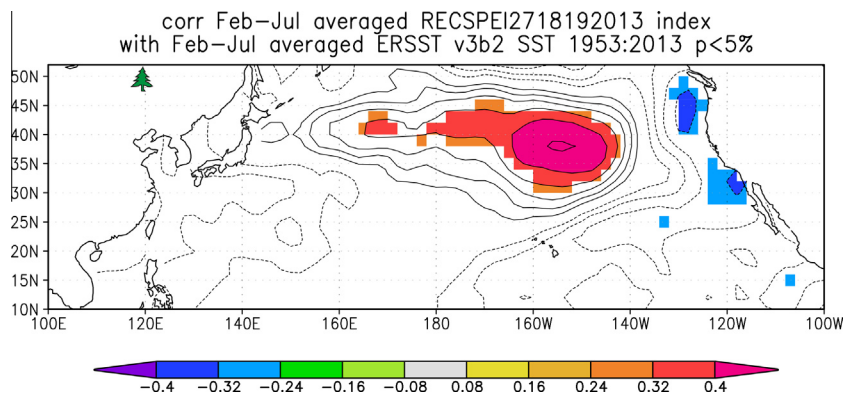 corr Feb-Jul averaged RECSPEI2718192013 index
with Feb-Jul averaged ERSST v3b2 SST 1953:2013 p<5%
50N
45N
40N
35N
30N
25N
20N
15N
10N
100E 120E 140E 160E 180 160W 140W 120W 100W
-0.4 -0.32 -0.24 -0.16 -0.08 0.08 0.16 0.24 0.32 0.4